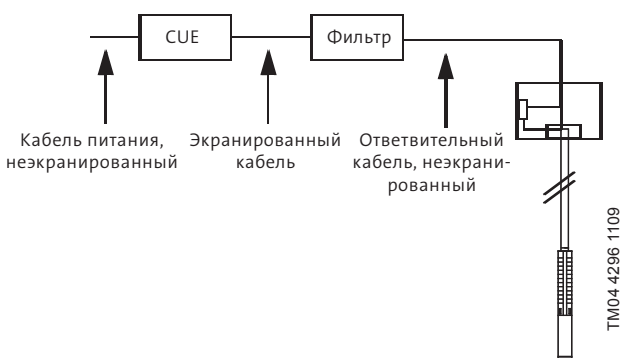 CUE
Фильтр
Кабель питания,
неэкранированный
Экранированный
кабель
Ответвительный
кабель, неэкрани-
рованный
TM04 4296 1109